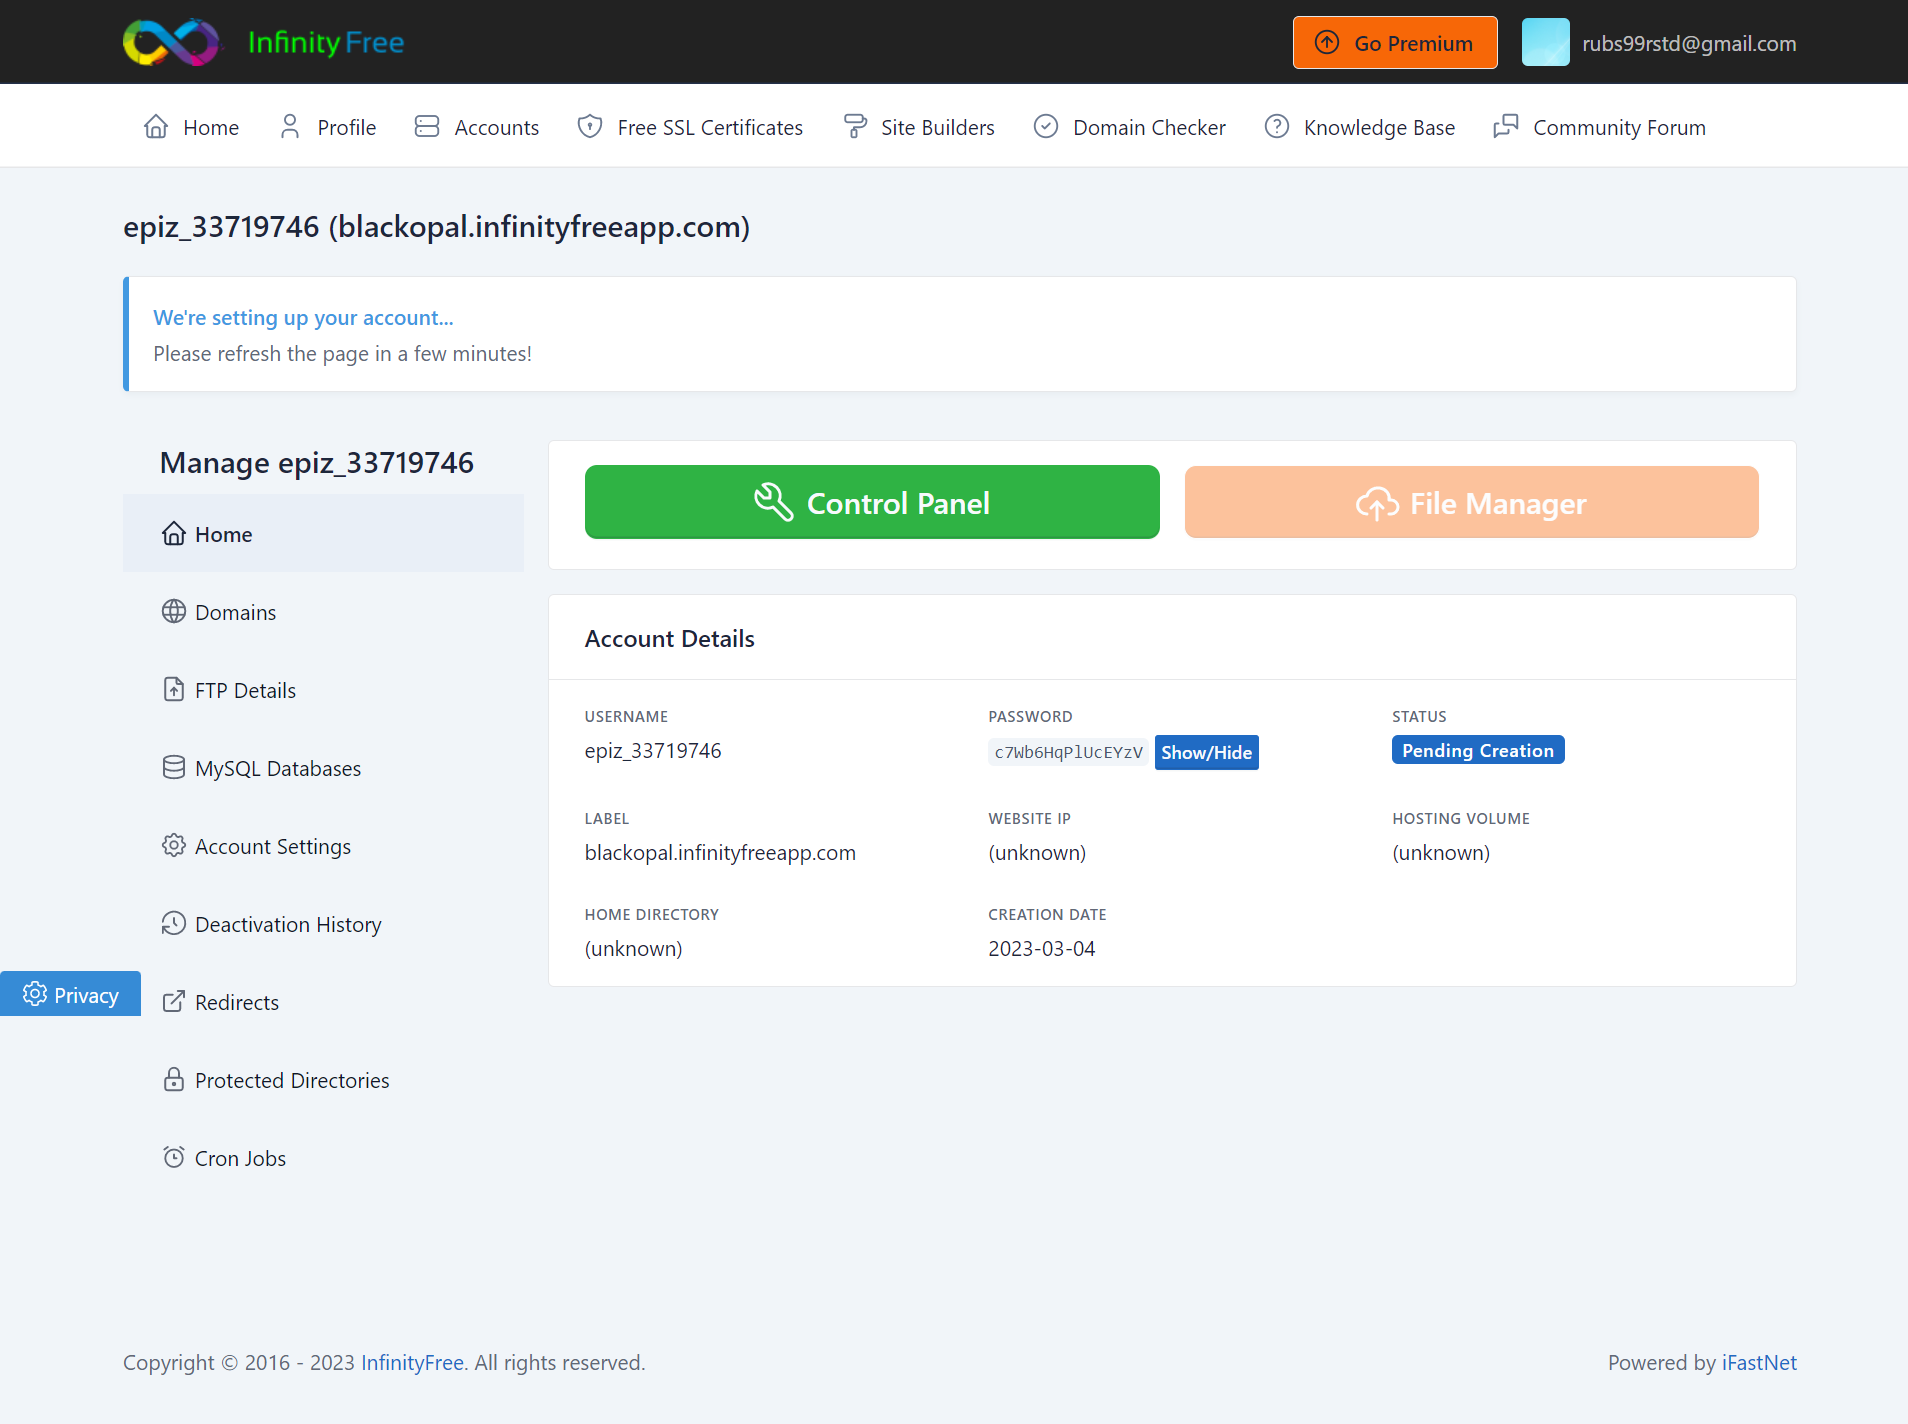 Infinity Free
Go Premium
rubs99rstd@gmail.com
Home
Profile
Accounts
Free SSL Certificates
Site Builders
Domain Checker
Knowledge Base
Community Forum
epiz_33719746 (blackopal.infinityfreeapp.com)
We're setting up your account...
Please refresh the page in a few minutes!
Manage epiz_33719746
Home
Domains
FTP Details
MySQL Databases
Account Settings
Deactivation History
Redirects
Protected Directories
Cron Jobs
Privacy
Control Panel
File Manager
Account Details
USERNAME
epiz_33719746
PASSWORD
c7Wb6HqPlUcEYzV Show/Hide
STATUS
Pending Creation
LABEL
blackopal.infinityfreeapp.com
WEBSITE IP
(unknown)
HOSTING VOLUME
(unknown)
HOME DIRECTORY
(unknown)
CREATION DATE
2023-03-04
Copyright © 2016 - 2023 InfinityFree. All rights reserved.
Powered by iFastNet